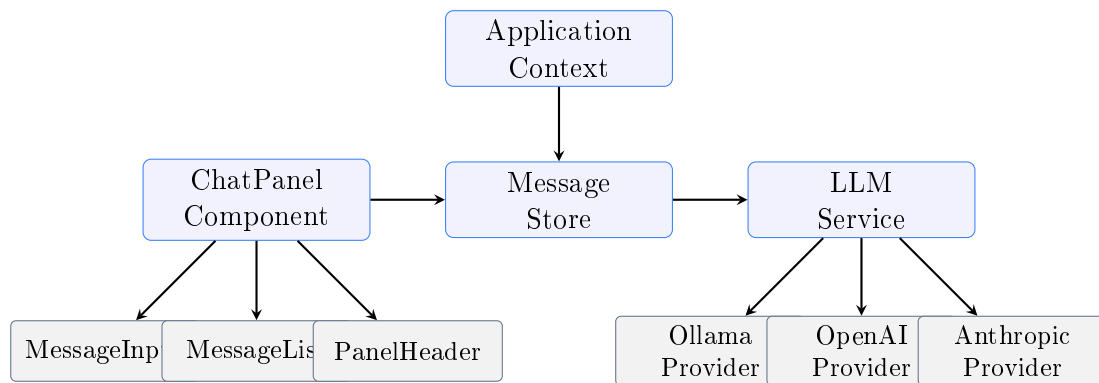 Application
Context
ChatPanel
Component
Message
Store
LLM
Service
MessageInp
MessageLis
PanelHeader
Ollama
Provider
OpenAI
Provider
Anthropic
Provider